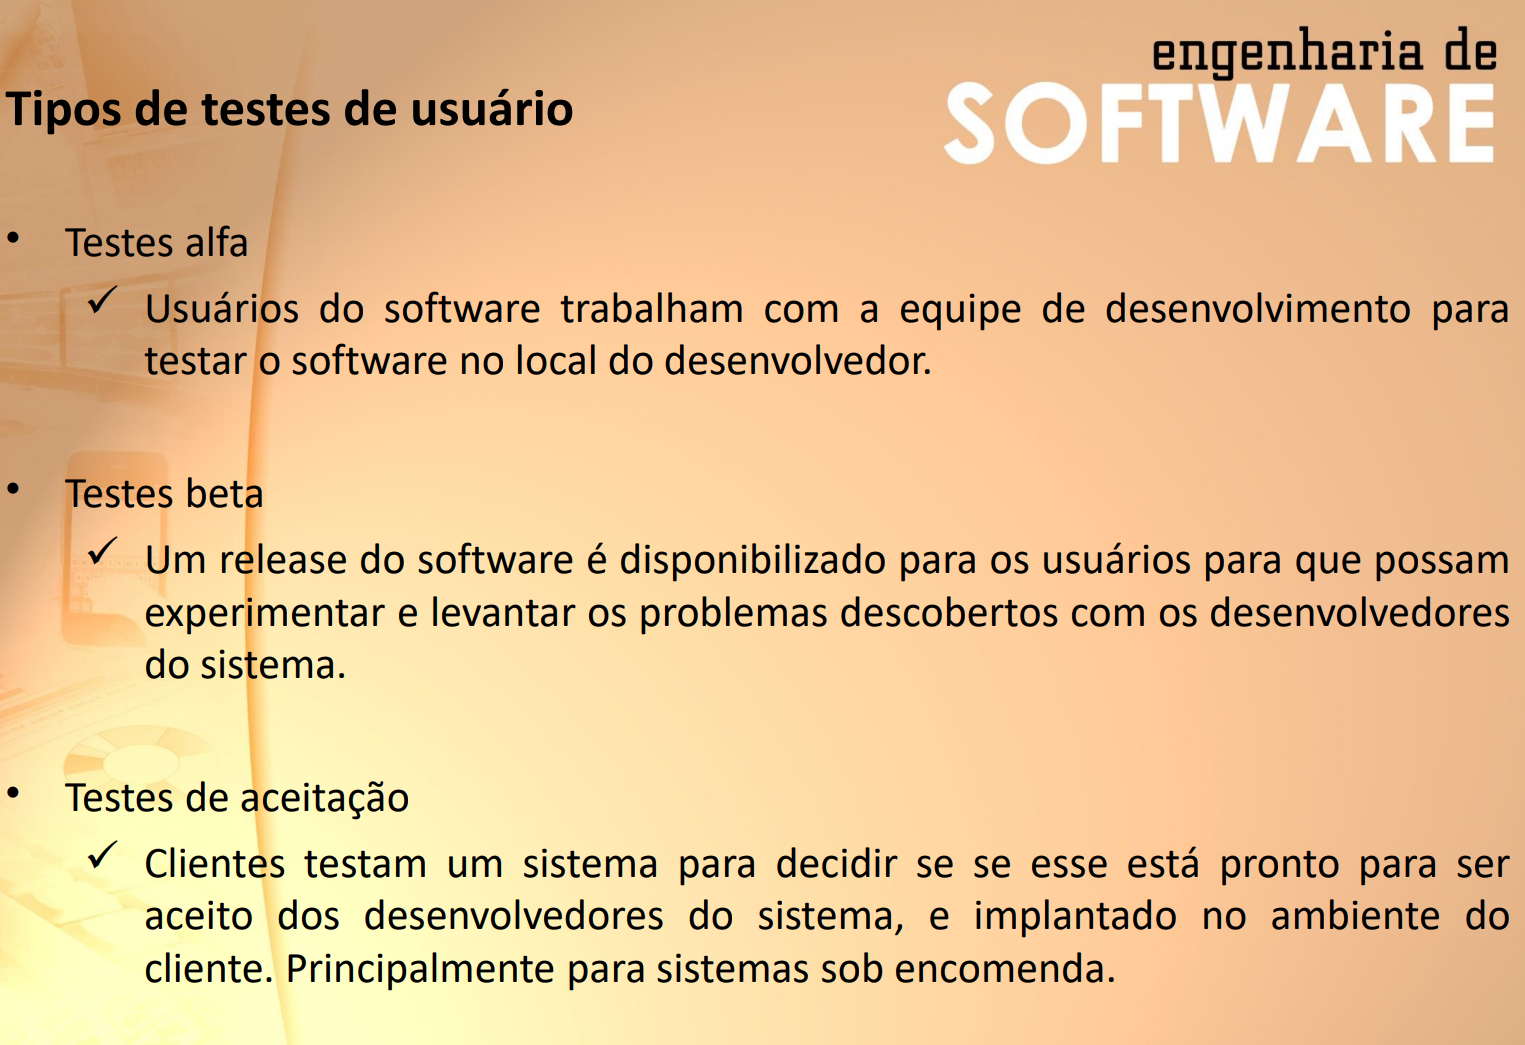 engenharia de
SOFTWARE
Tipos de testes de usuário
• Testes alfa
✓ Usuários do software trabalham com a equipe de desenvolvimento para
testar o software no local do desenvolvedor.
• Testes beta
✓ Um release do software é disponibilizado para os usuários para que possam
experimentar e levantar os problemas descobertos com os desenvolvedores
do sistema.
• Testes de aceitação
✓ Clientes testam um sistema para decidir se se esse está pronto para ser
aceito dos desenvolvedores do sistema, e implantado no ambiente do
cliente. Principalmente para sistemas sob encomenda.